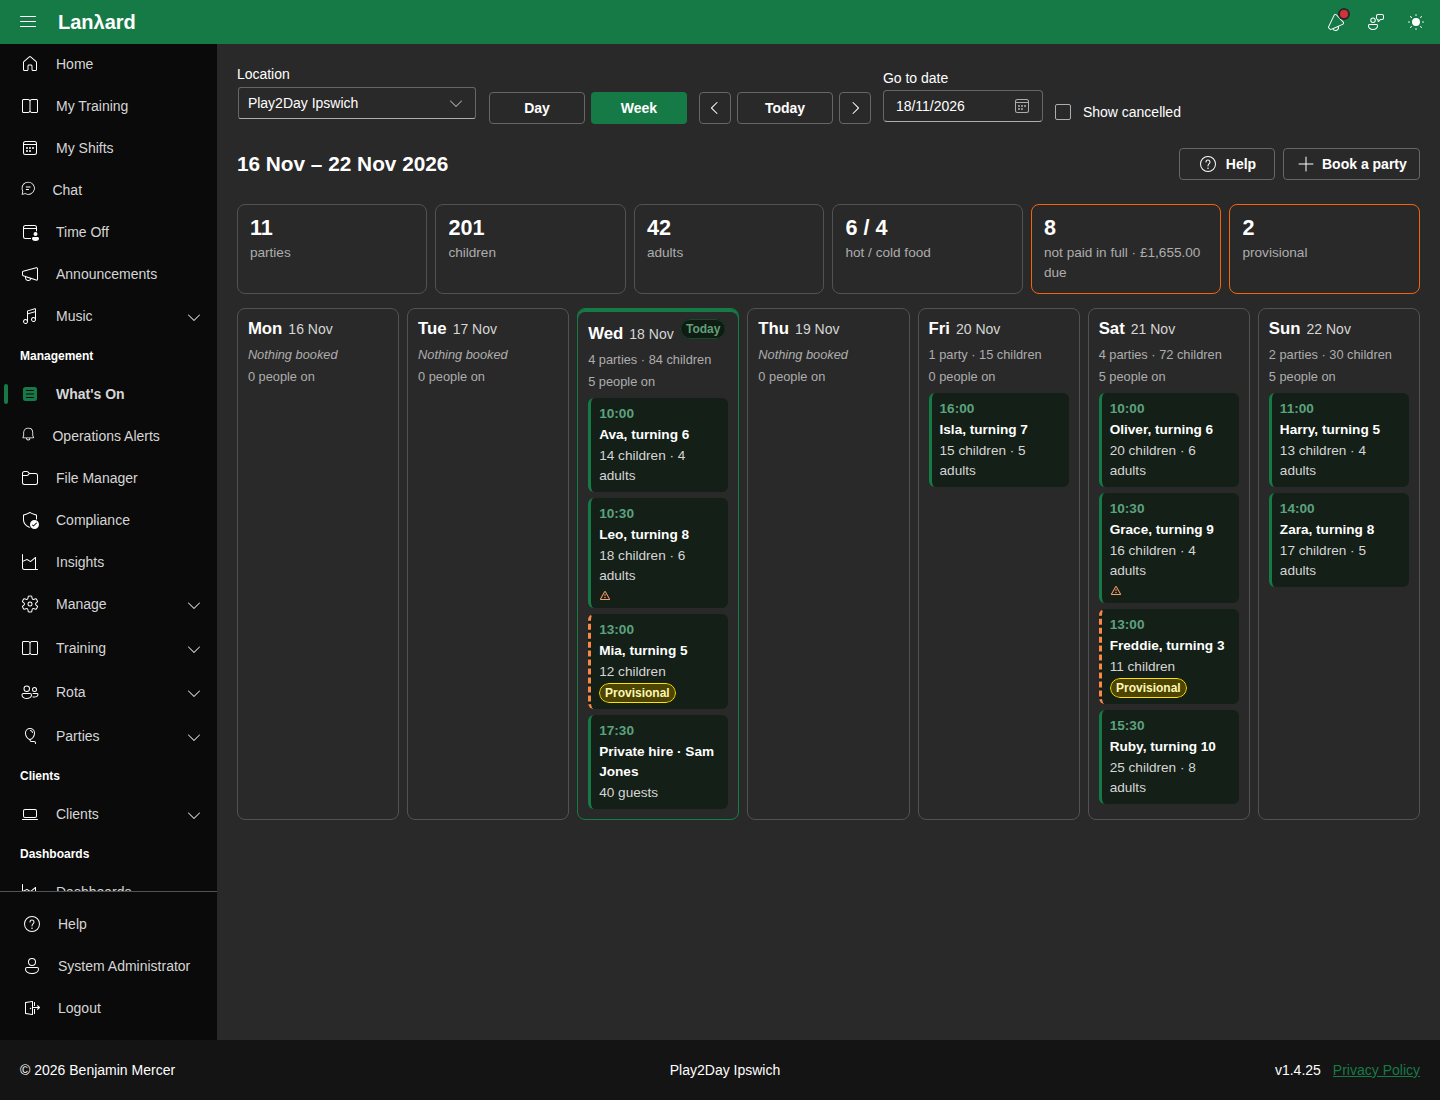 Lanλard
Home
My Training
My Shifts
Chat
Time Off
Announcements
Music
Management
What's On
Operations Alerts
File Manager
Compliance
Insights
Manage
Training
Rota
Parties
Clients
Clients
Dashboards
Dashboards
Help
System Administrator
Logout
Location
Play2Day Ipswich
Day
Week
Today
Go to date
18/11/2026
Show cancelled
16 Nov – 22 Nov 2026
Help
Book a party
11
parties
201
children
42
adults
6 / 4
hot / cold food
8
not paid in full · £1,655.00
due
2
provisional
Mon 16 Nov
Nothing booked
0 people on
Tue 17 Nov
Nothing booked
0 people on
Wed 18 Nov Today
4 parties · 84 children
5 people on
10:00
Ava, turning 6
14 children · 4
adults
10:30
Leo, turning 8
18 children · 6
adults
13:00
Mia, turning 5
12 children
Provisional
17:30
Private hire · Sam
Jones
40 guests
Thu 19 Nov
Nothing booked
0 people on
Fri 20 Nov
1 party · 15 children
0 people on
16:00
Isla, turning 7
15 children · 5
adults
Sat 21 Nov
4 parties · 72 children
5 people on
10:00
Oliver, turning 6
20 children · 6
adults
10:30
Grace, turning 9
16 children · 4
adults
13:00
Freddie, turning 3
11 children
Provisional
15:30
Ruby, turning 10
25 children · 8
adults
Sun 22 Nov
2 parties · 30 children
5 people on
11:00
Harry, turning 5
13 children · 4
adults
14:00
Zara, turning 8
17 children · 5
adults
© 2026 Benjamin Mercer
Play2Day Ipswich
v1.4.25 Privacy Policy